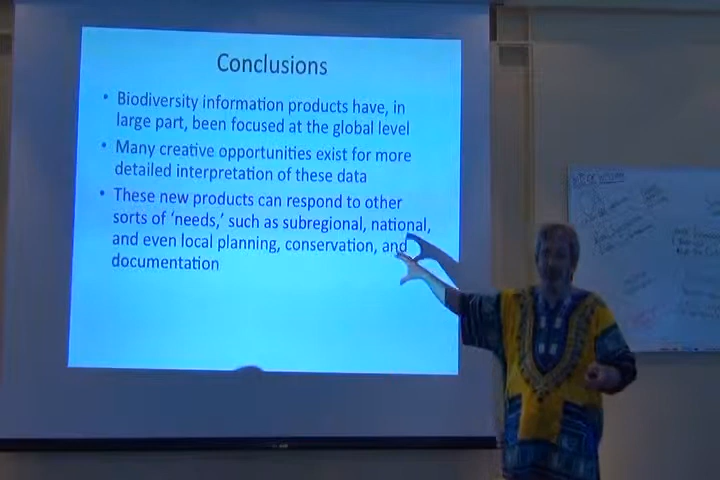 Conclusions
• Biodiversity information products have, in
large part, been focused at the global level
• Many creative opportunities exist for more
detailed interpretation of these data
• These new products can respond to other
sorts of ‘needs,’ such as subregional, national,
and even local planning, conservation, and
documentation